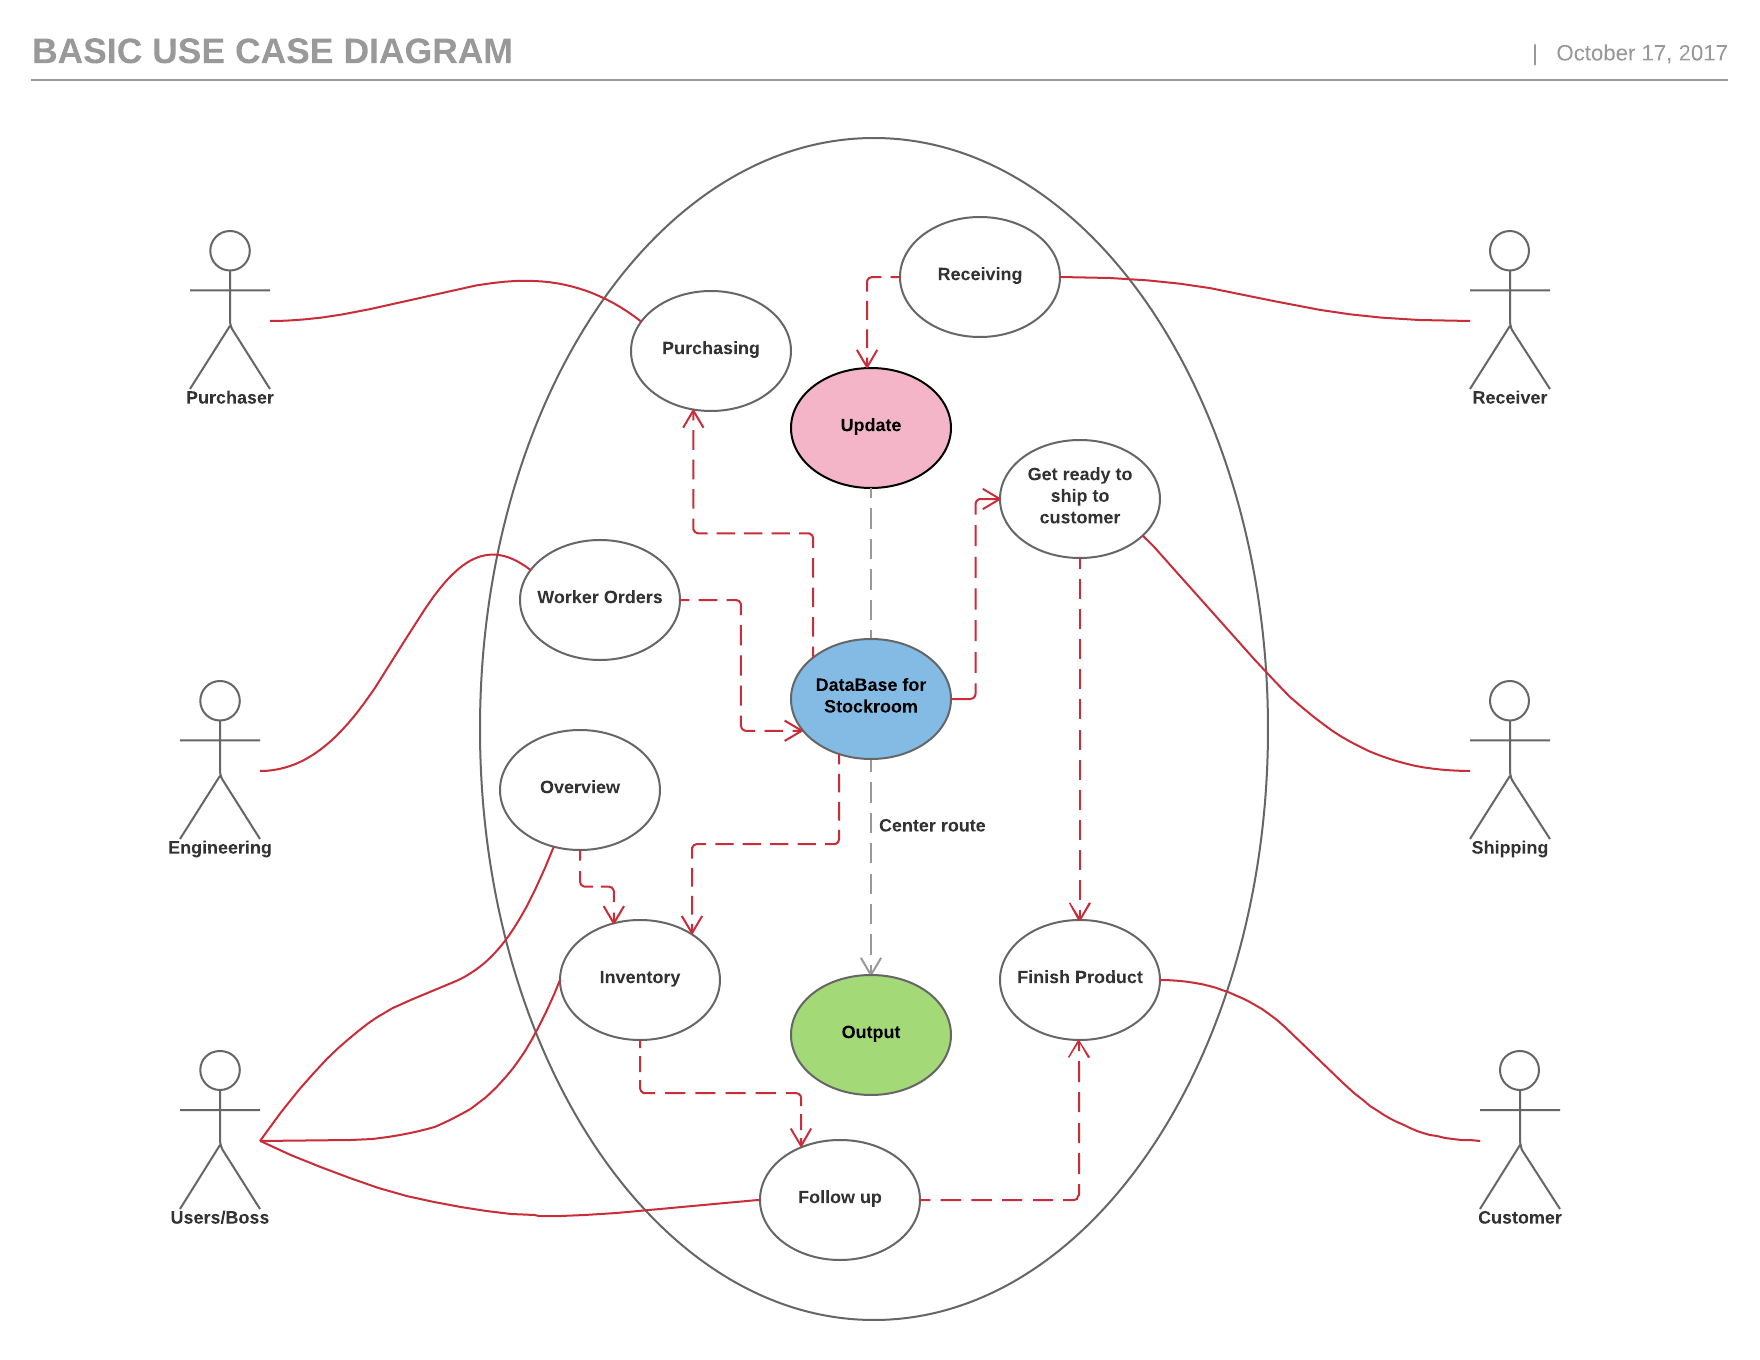 BASIC USE CASE DIAGRAM
| October 17, 2017
Receiving
Purchasing
Purchaser
Receiver
Update
Get ready to
ship to
customer
Worker Orders
DataBase for
Stockroom
Overview
Center route
Engineering
Shipping
Inventory
Finish Product
Output
Follow up
Users/Boss
Customer